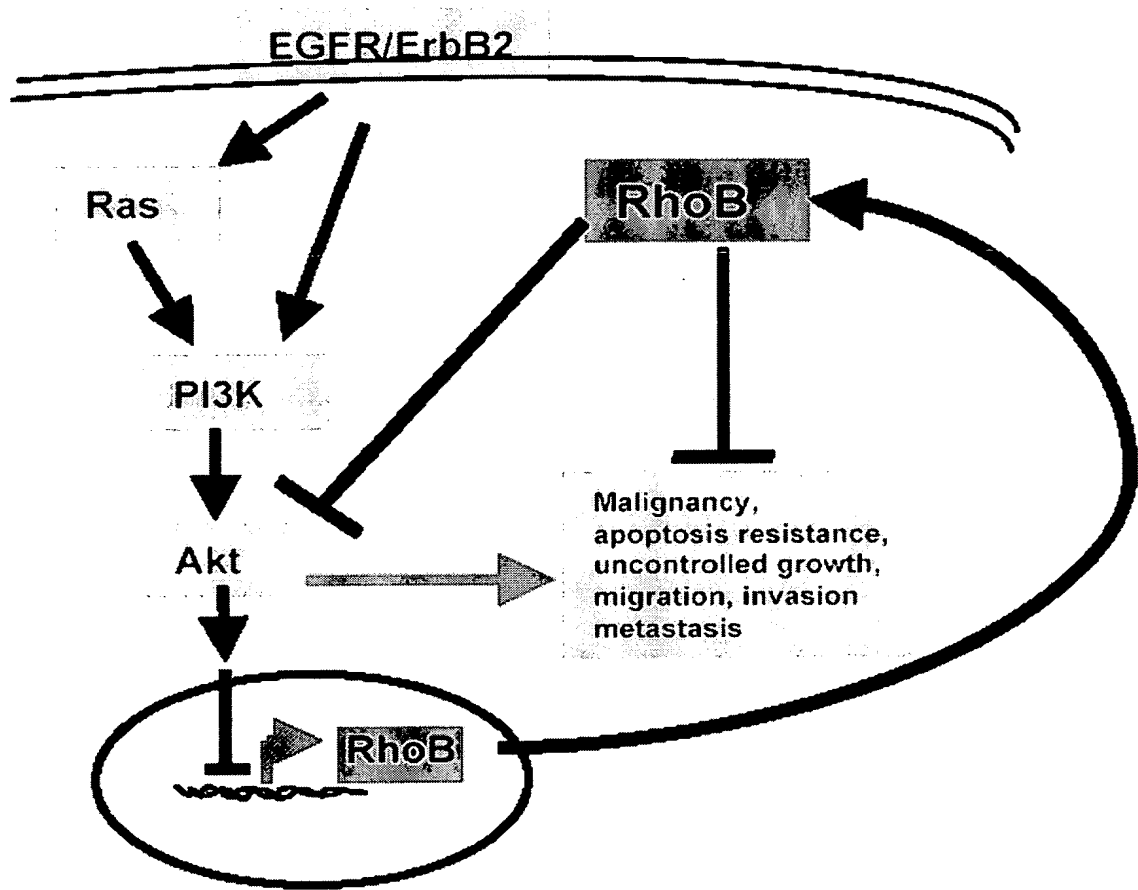 EGFR/ErbB2
Ras
RhoB
PI3K
Akt
Malignancy,
apoptosis resistance,
uncontrolled growth,
migration, invasion
metastasis
RhoB